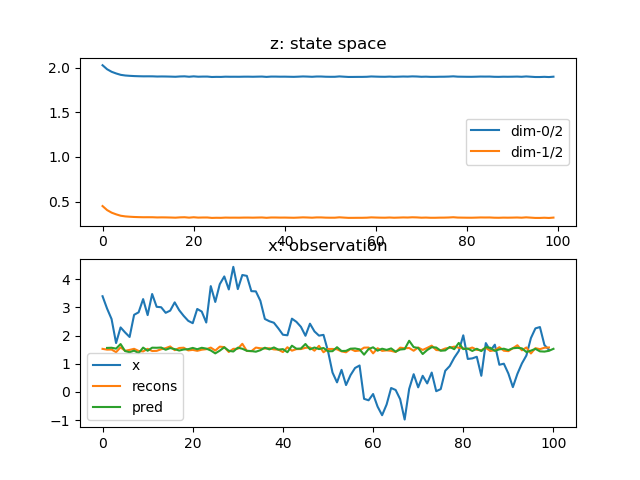 z: state space
2.0
1.5
1.0
0.5
dim-0/2
dim-1/2
0 20 40 60 80 100
x: observation
4
3
2
1
0
−1
x
recons
pred
0 20 40 60 80 100